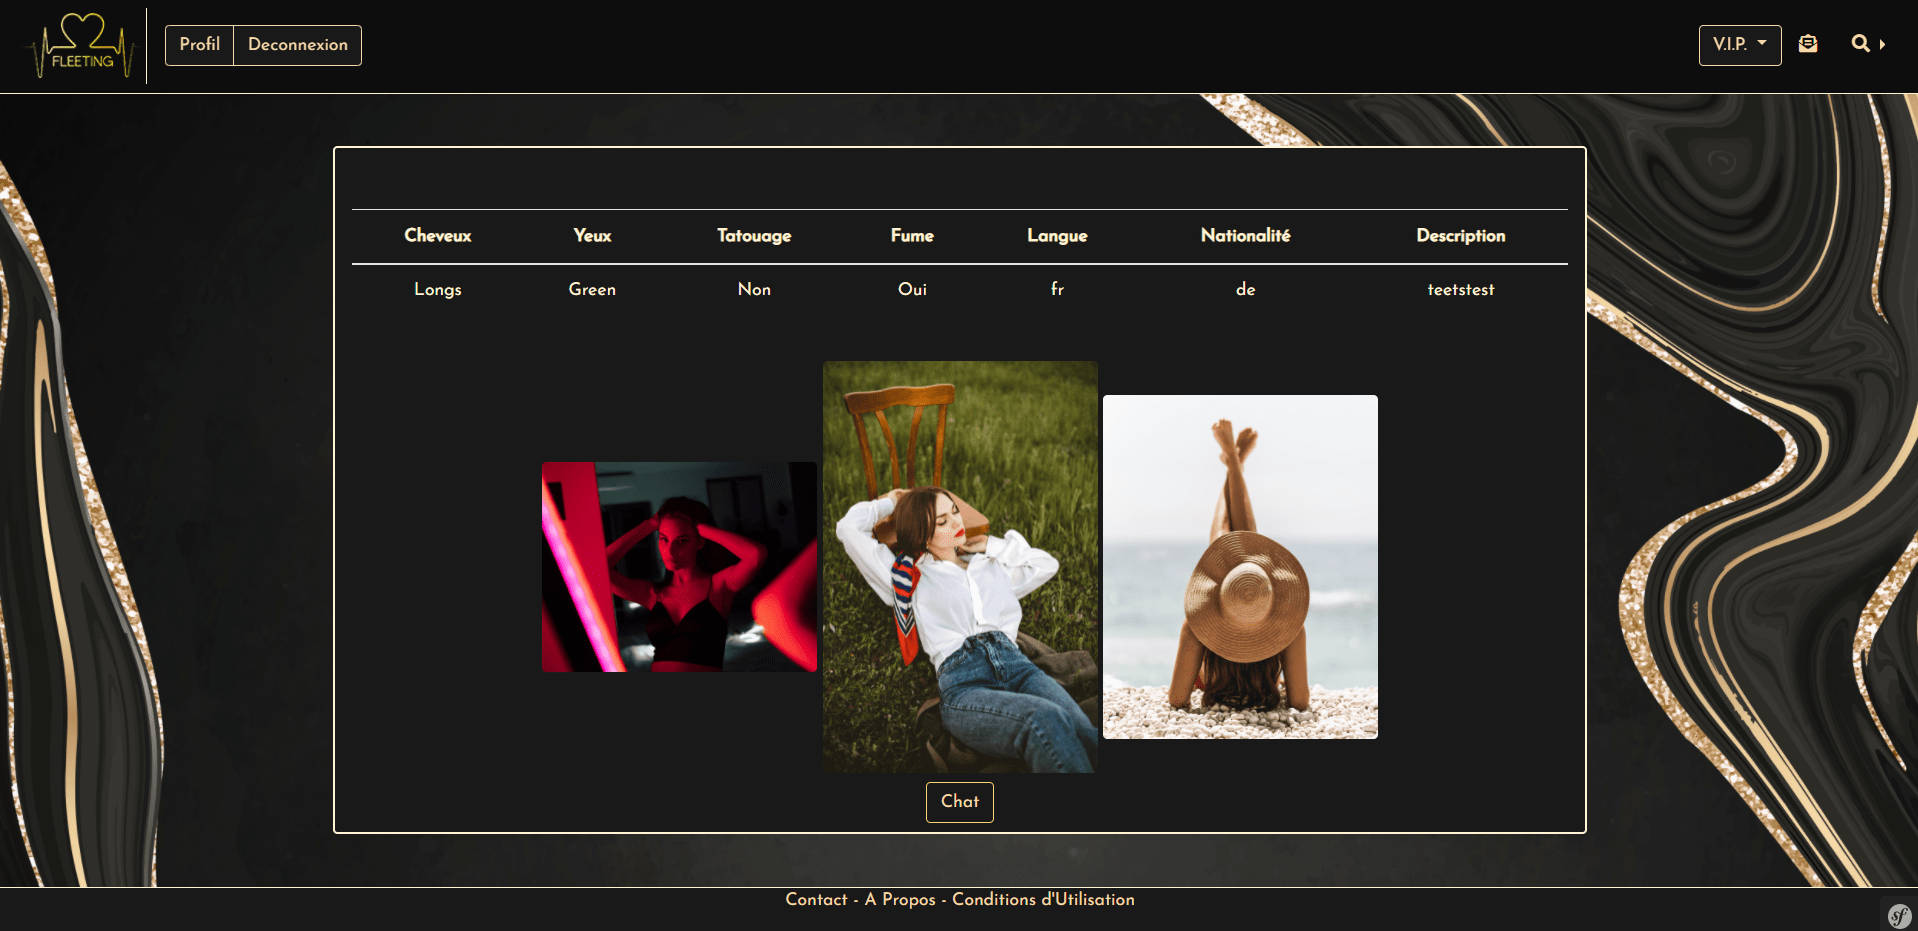 FLEETING
Profil Deconnexion V.I.P.
Cheveux Yeux Tatouage Fume Langue Nationalité Description
Longs Green Non Oui fr de teetstest
Chat
Contact - A Propos - Conditions d'Utilisation
sf